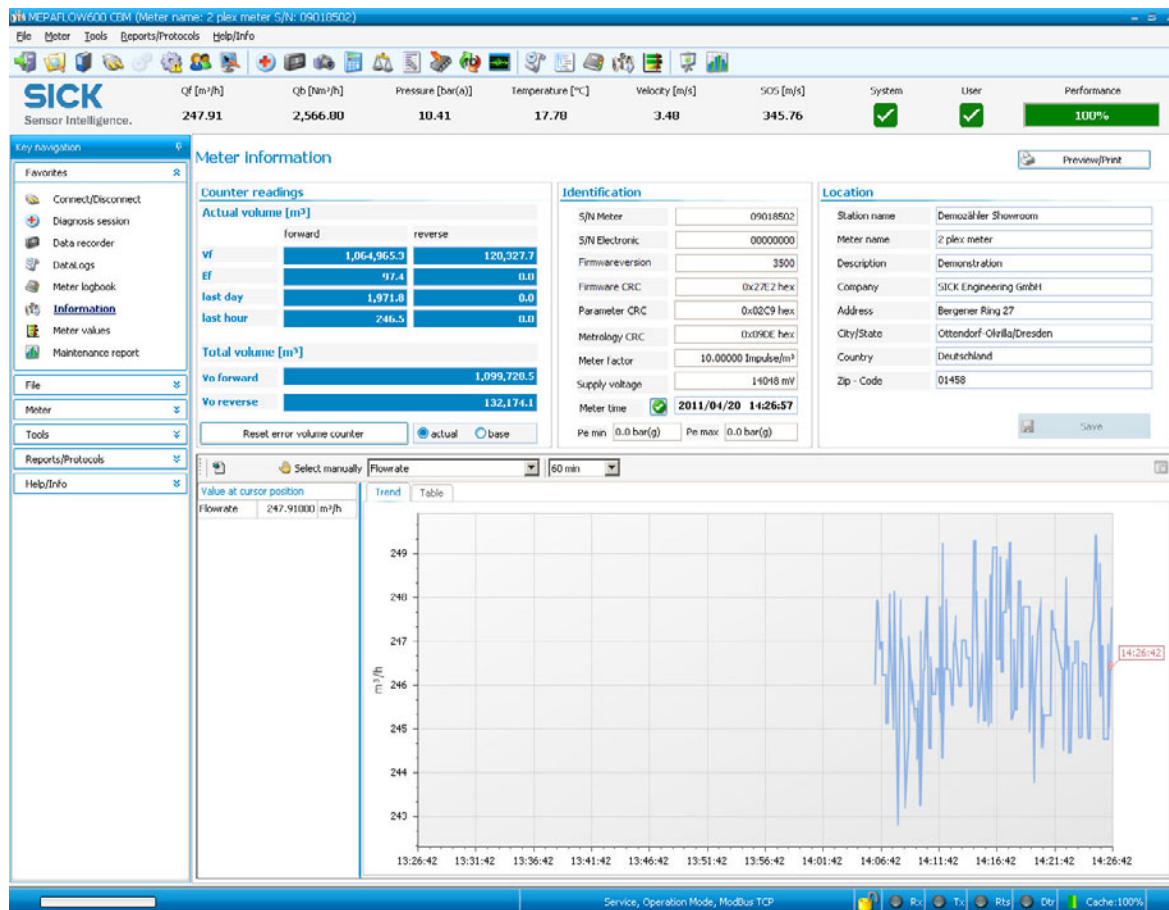 MEPAFLOW600 CBM (Meter name: 2 plex meter S/N: 09018502)
File Meter Tools Reports/Protocols Help/Info
SICK
Sensor Intelligence.
Qf [m³/h] Qb [Nm³/h] Pressure [bar(a)] Temperature [°C] Velocity [m/s] SOS [m/s] System User Performance
247.91 2,566.80 10.41 17.78 3.48 345.76 100%
Key navigation
Favorites
Connect/Disconnect
Diagnosis session
Data recorder
DataLogs
Meter logbook
Information
Meter values
Maintenance report
File
Meter
Tools
Reports/Protocols
Help/Info
Meter information
Preview/Print
Counter readings
Actual volume [m³]
forward reverse
Vf 1,064,965.3 120,327.7
Ef 97.4 0.0
last day 1,971.8 0.0
last hour 246.5 0.0
Total volume [m³]
Vo forward 1,099,720.5
Vo reverse 132,174.1
Reset error volume counter actual base
Identification
S/N Meter 09018502
S/N Electronic 00000000
Firmwareversion 3500
Firmware CRC 0x27E2 hex
Parameter CRC 0x02C9 hex
Metrology CRC 0x09DE hex
Meter factor 10.00000 Impulse/m³
Supply voltage 14048 mV
Meter time 2011/04/20 14:26:57
Pe min 0.0 bar(g) Pe max 0.0 bar(g)
Location
Station name Demozähler Showroom
Meter name 2 plex meter
Description Demonstration
Company SICK Engineering GmbH
Address Bergener Ring 27
City/State Ottendorf-Okrilla/Dresden
Country Deutschland
Zip - Code 01458
Save
Select manually Flowrate 60 min
Value at cursor position
Flowrate 247.91000 m³/h
Trend Table
249
248
247
246
245
244
243
m³/h
14:26:42
13:26:42 13:31:42 13:36:42 13:41:42 13:46:42 13:51:42 13:56:42 14:01:42 14:06:42 14:11:42 14:16:42 14:21:42 14:26:42
Service, Operation Mode, ModBus TCP Rx Tx Rts Dtr Cache:100%